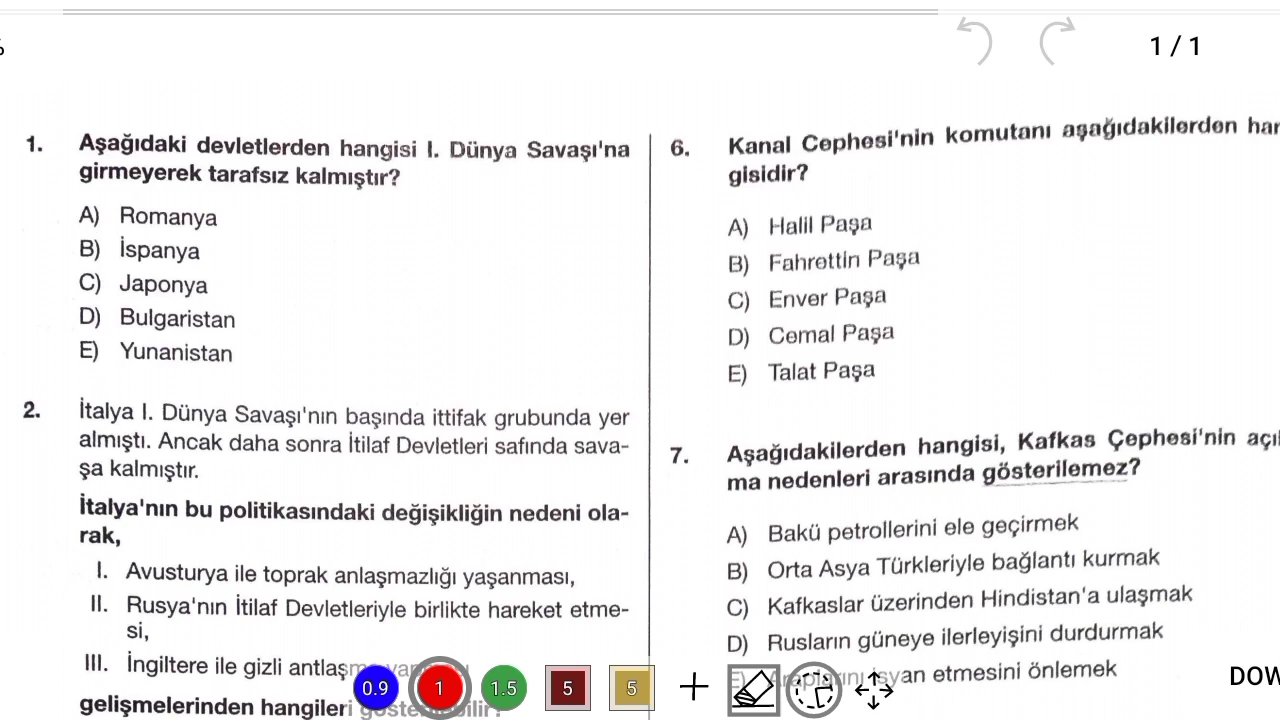 1 / 1
1. Aşağıdaki devletlerden hangisi I. Dünya Savaşı'na
girmeyerek tarafsız kalmıştır?
A) Romanya
B) İspanya
C) Japonya
D) Bulgaristan
E) Yunanistan
2. İtalya I. Dünya Savaşı'nın başında ittifak grubunda yer
almıştı. Ancak daha sonra İtilaf Devletleri safında sava-
şa kalmıştır.
İtalya'nın bu politikasındaki değişikliğin nedeni ola-
rak,
I. Avusturya ile toprak anlaşmazlığı yaşanması,
II. Rusya'nın İtilaf Devletleriyle birlikte hareket etme-
si,
III. İngiltere ile gizli antlaşma
gelişmelerinden hangileri
6. Kanal Cephesi'nin komutanı aşağıdakilerden han
gisidir?
A) Halil Paşa
B) Fahrettin Paşa
C) Enver Paşa
D) Cemal Paşa
E) Talat Paşa
7. Aşağıdakilerden hangisi, Kafkas Çephesi'nin açıl
ma nedenleri arasında gösterilemez?
A) Bakü petrollerini ele geçirmek
B) Orta Asya Türkleriyle bağlantı kurmak
C) Kafkaslar üzerinden Hindistan'a ulaşmak
D) Rusların güneye ilerleyişini durdurmak
E) Arapların isyan etmesini önlemek
0.9 1 1.5 5 5
DOW